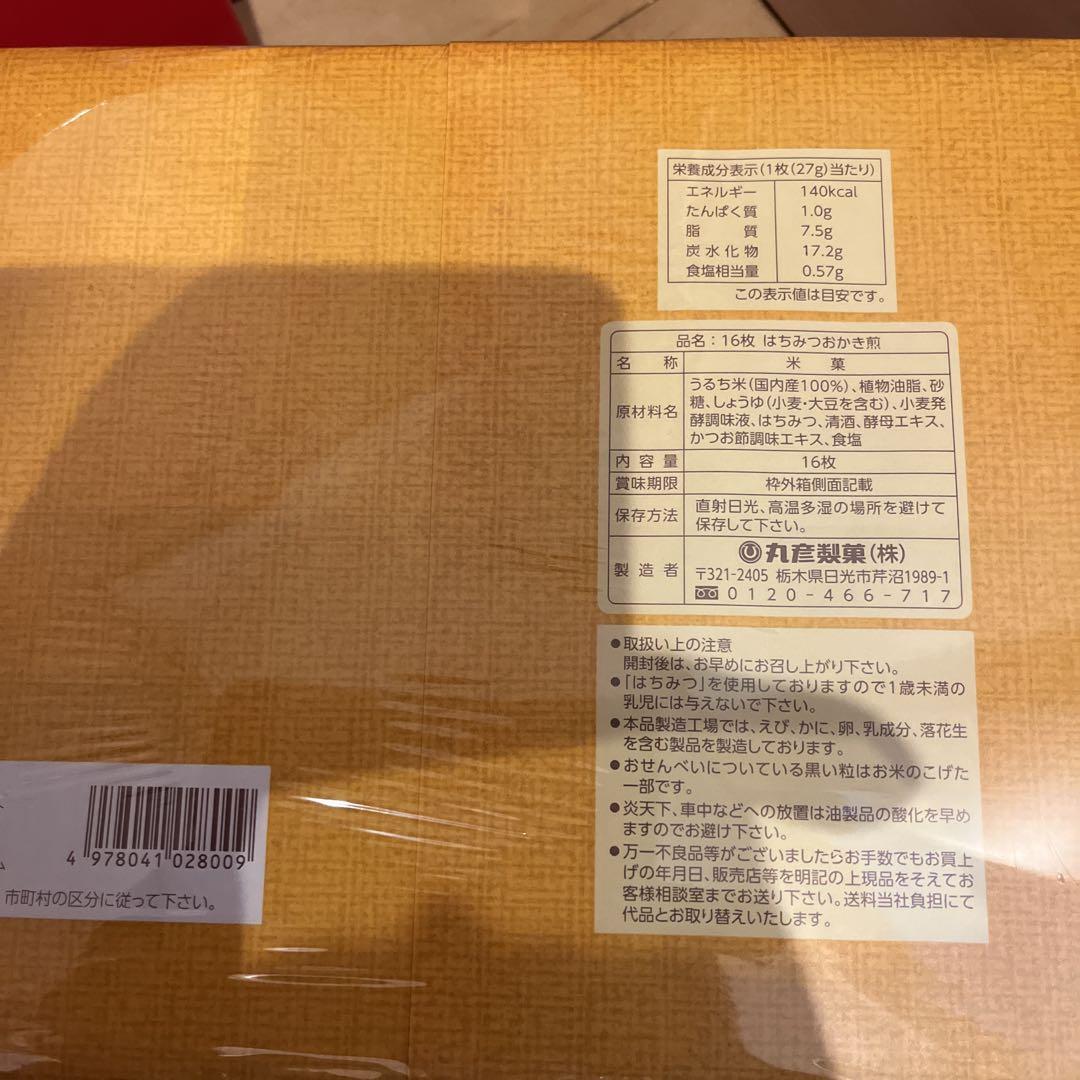 栄養成分表示(1枚(27g)当たり)
エネルギー 140kcal
たんぱく質 1.0g
脂質 7.5g
炭水化物 17.2g
食塩相当量 0.57g
この表示値は目安です。
品名:16枚 はちみつおかき煎
名称 米菓
原材料名 うるち米(国内産100%)、植物油脂、砂
糖、しょうゆ(小麦・大豆を含む)、小麦発
酵調味液、はちみつ、清酒、酵母エキス、
かつお節調味エキス、食塩
内容量 16枚
賞味期限 枠外箱側面記載
保存方法 直射日光、高温多湿の場所を避けて
保存して下さい。
製造者 丸彦製菓(株)
〒321-2405 栃木県日光市芹沼1989-1
0120-466-717
●取扱い上の注意
開封後は、お早めにお召し上がり下さい。
●「はちみつ」を使用しておりますので1歳未満の
乳児には与えないで下さい。
●本品製造工場では、えび、かに、卵、乳成分、落花生
を含む製品を製造しております。
●おせんべいについている黒い粒はお米のこげた
一部です。
●炎天下、車中などへの放置は油製品の酸化を早め
ますのでお避け下さい。
●万一不良品等がございましたらお手数でもお買上
げの年月日、販売店等を明記の上現品をそえてお
客様相談室までお送り下さい。送料当社負担にて
代品とお取り替えいたします。
4 978041 028009
市町村の区分に従って下さい。